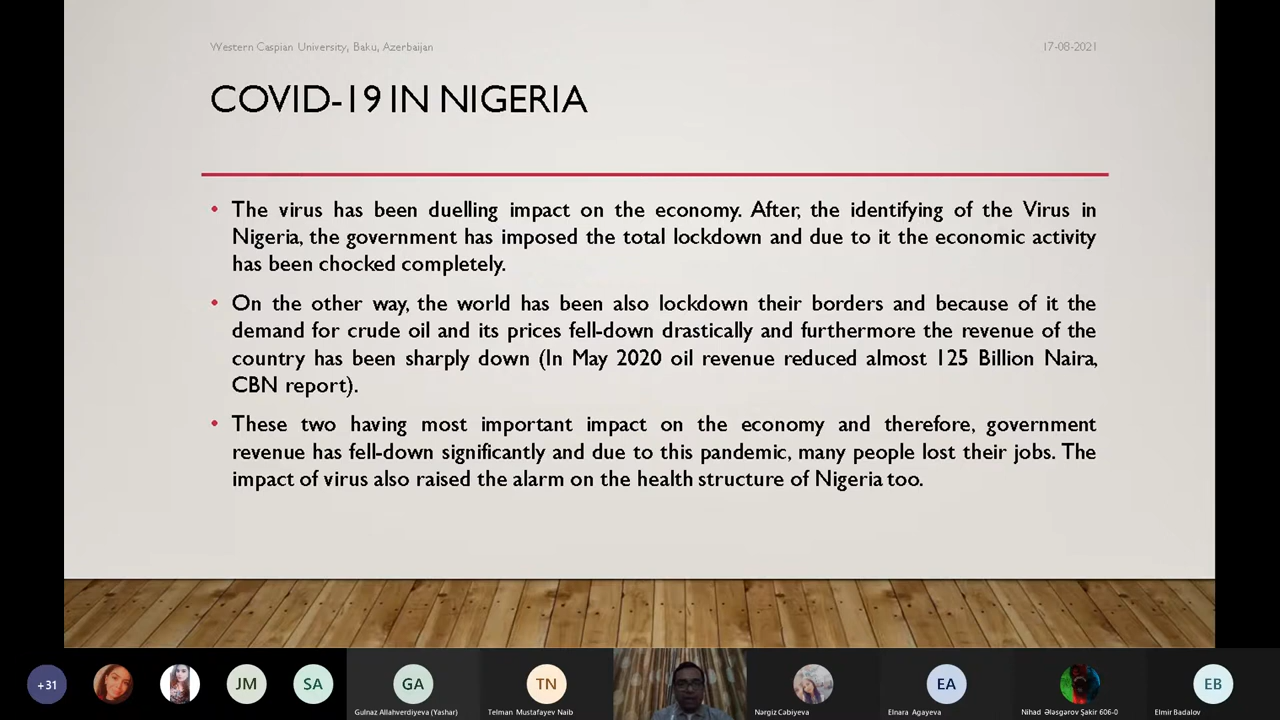 Western Caspian University, Baku, Azerbaijan
17-08-2021
COVID-19 IN NIGERIA
• The virus has been duelling impact on the economy. After, the identifying of the Virus in
Nigeria, the government has imposed the total lockdown and due to it the economic activity
has been chocked completely.
• On the other way, the world has been also lockdown their borders and because of it the
demand for crude oil and its prices fell-down drastically and furthermore the revenue of the
country has been sharply down (In May 2020 oil revenue reduced almost 125 Billion Naira,
CBN report).
• These two having most important impact on the economy and therefore, government
revenue has fell-down significantly and due to this pandemic, many people lost their jobs. The
impact of virus also raised the alarm on the health structure of Nigeria too.
+31
JM
SA
GA
TN
EA
EB
Gulnaz Allahverdiyeva (Yashar)
Telman Mustafayev Naib
Nərgiz Cəbiyeva
Elnara Agayeva
Nihad Ələsgərov Şakir 606-0
Elmir Badalov